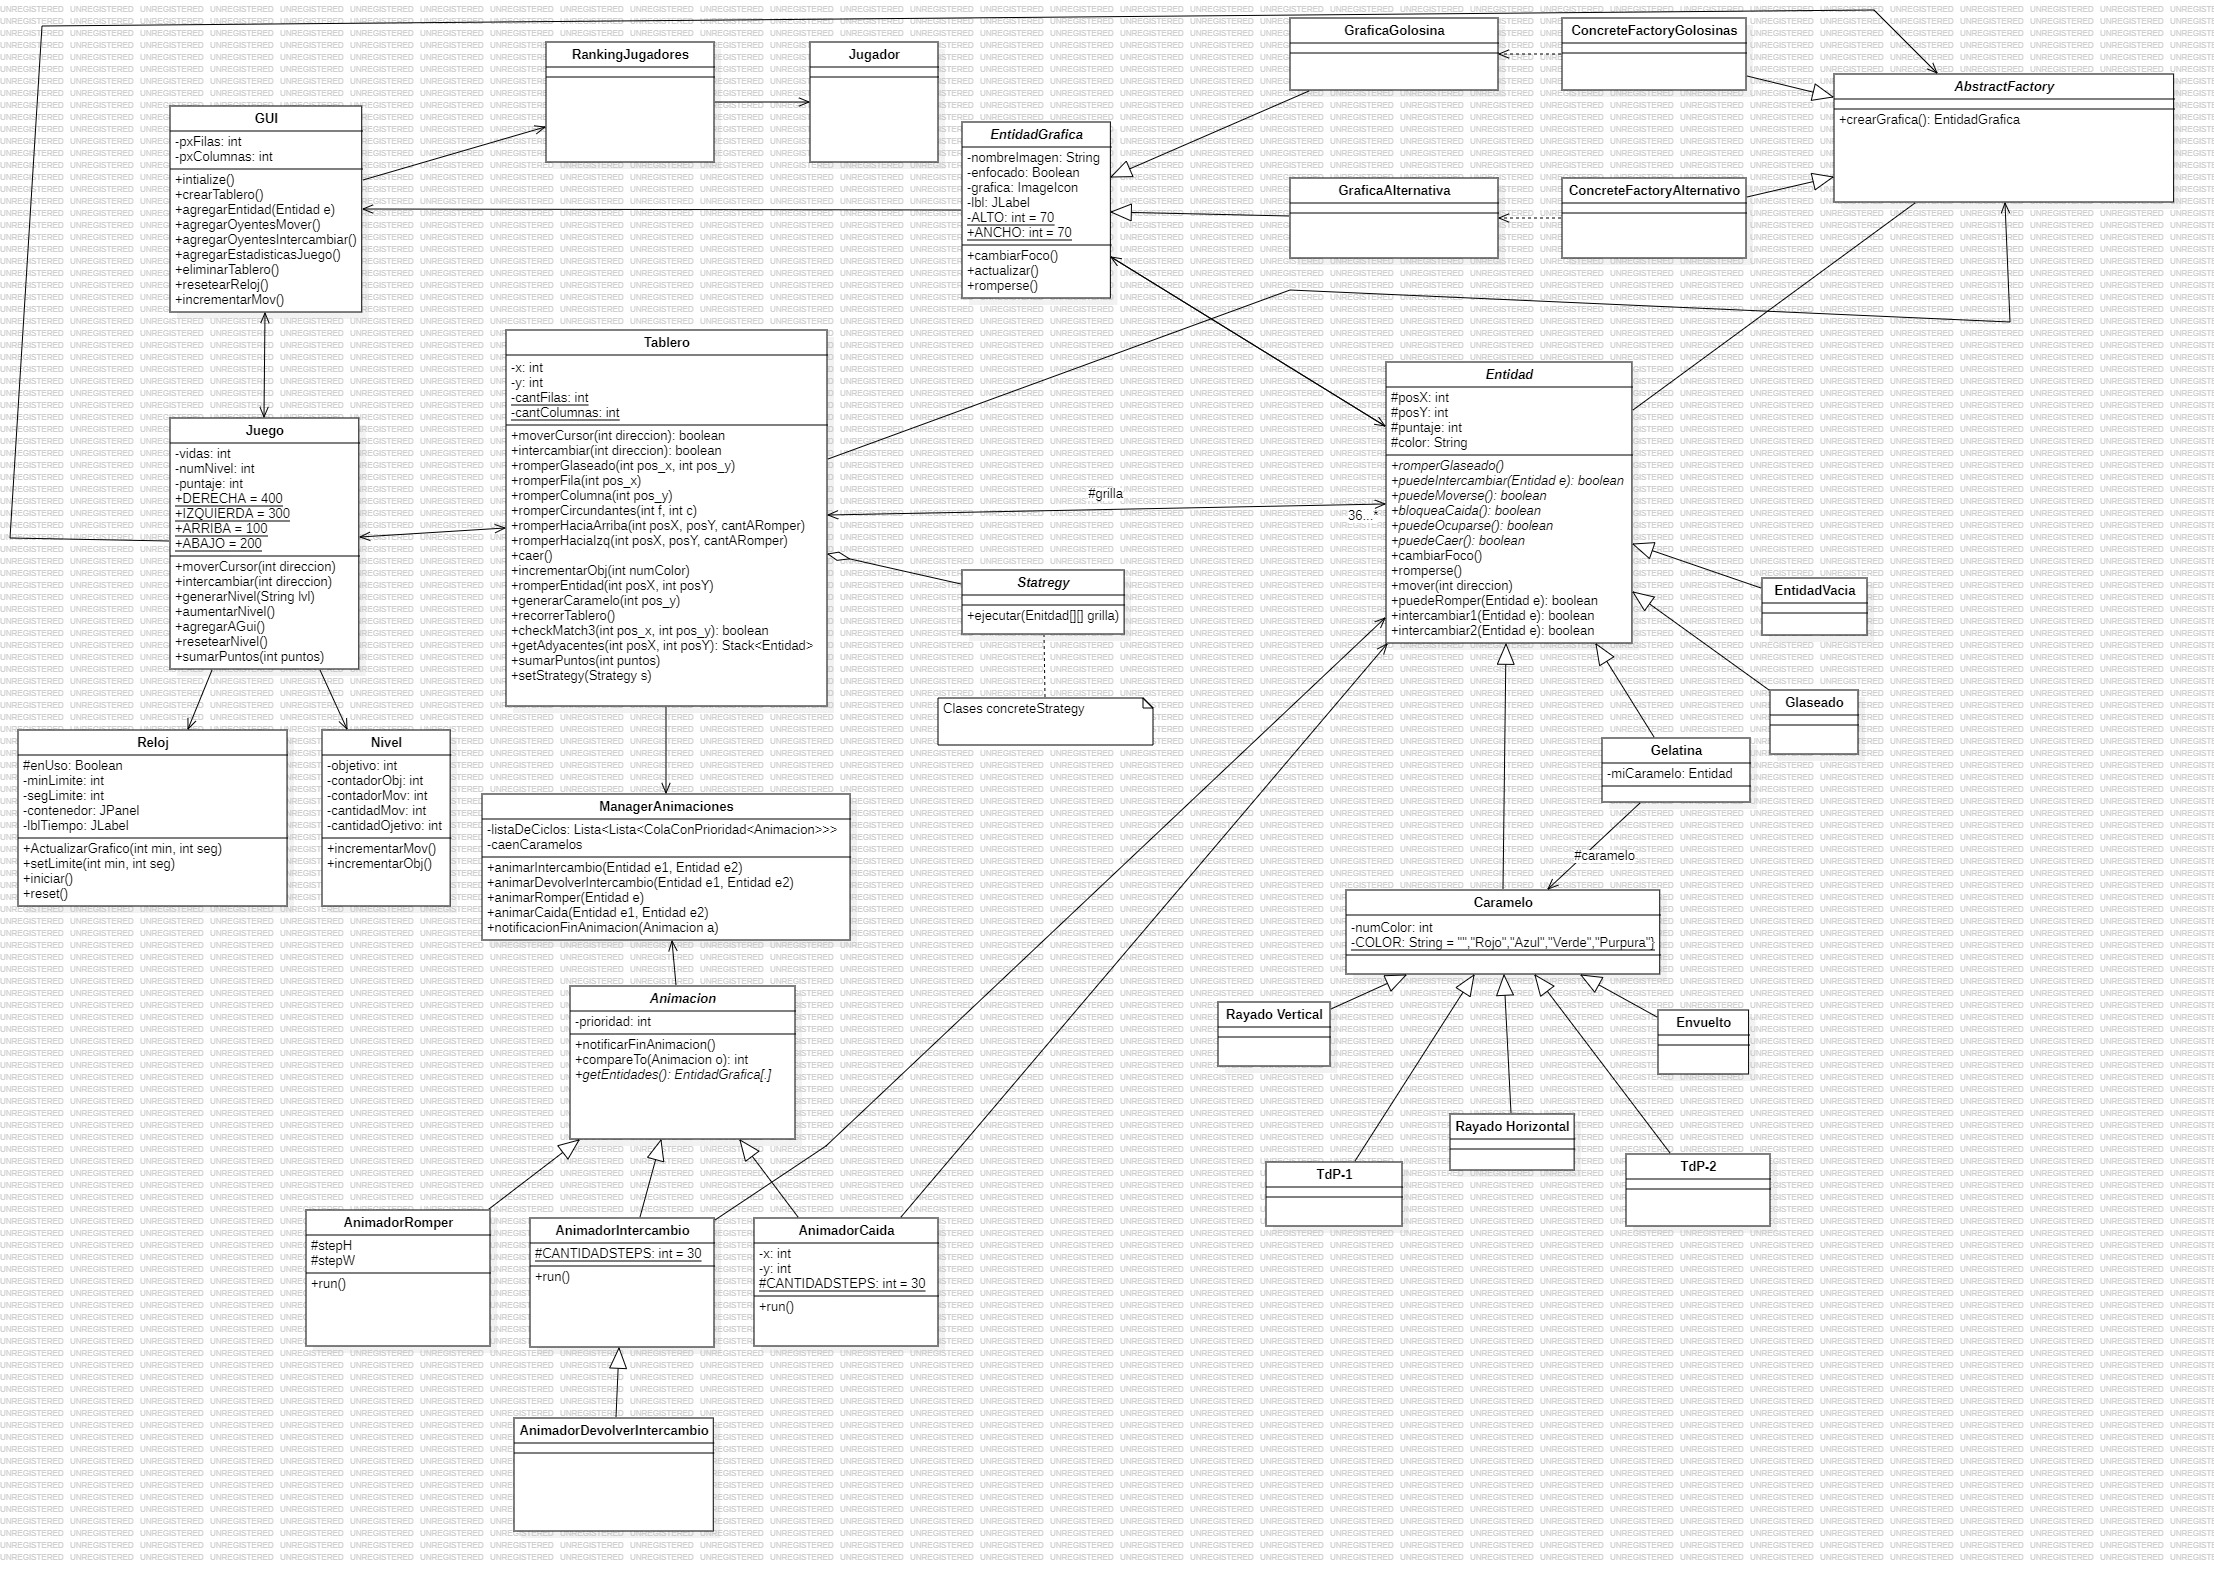 RankingJugadores
Jugador
GraficaGolosina
ConcreteFactoryGolosinas
AbstractFactory
+crearGrafica(): EntidadGrafica
GUI
-pxFilas: int
-pxColumnas: int
+intialize()
+crearTablero()
+agregarEntidad(Entidad e)
+agregarOyentesMover()
+agregarOyentesIntercambiar()
+agregarEstadisticasJuego()
+eliminarTablero()
+resetearReloj()
+incrementarMov()
EntidadGrafica
-nombreImagen: String
-enfocado: Boolean
-grafica: ImageIcon
-lbl: JLabel
-ALTO: int = 70
+ANCHO: int = 70
+cambiarFoco()
+actualizar()
+romperse()
GraficaAlternativa
ConcreteFactoryAlternativo
Tablero
-x: int
-y: int
-cantFilas: int
-cantColumnas: int
+moverCursor(int direccion): boolean
+intercambiar(int direccion): boolean
+romperGlaseado(int pos_x, int pos_y)
+romperFila(int pos_x)
+romperColumna(int pos_y)
+romperCircundantes(int f, int c)
+romperHaciaArriba(int posX, posY, cantARomper)
+romperHaciaIzq(int posX, posY, cantARomper)
+caer()
+incrementarObj(int numColor)
+romperEntidad(int posX, int posY)
+generarCaramelo(int pos_y)
+recorrerTablero()
+checkMatch3(int pos_x, int pos_y): boolean
+getAdyacentes(int posX, int posY): Stack<Entidad>
+sumarPuntos(int puntos)
+setStrategy(Strategy s)
Entidad
#posX: int
#posY: int
#puntaje: int
#color: String
+romperGlaseado()
+puedeIntercambiar(Entidad e): boolean
+puedeMoverse(): boolean
+bloqueaCaida(): boolean
+puedeOcuparse(): boolean
+puedeCaer(): boolean
+cambiarFoco()
+romperse()
+mover(int direccion)
+puedeRomper(Entidad e): boolean
+intercambiar1(Entidad e): boolean
+intercambiar2(Entidad e): boolean
#grilla
36...*
Juego
-vidas: int
-numNivel: int
-puntaje: int
+DERECHA = 400
+IZQUIERDA = 300
+ARRIBA = 100
+ABAJO = 200
+moverCursor(int direccion)
+intercambiar(int direccion)
+generarNivel(String lvl)
+aumentarNivel()
+agregarAGui()
+resetearNivel()
+sumarPuntos(int puntos)
Statregy
+ejecutar(Enitdad[][] grilla)
Clases concreteStrategy
EntidadVacia
Glaseado
Gelatina
-miCaramelo: Entidad
#caramelo
Reloj
#enUso: Boolean
-minLimite: int
-segLimite: int
-contenedor: JPanel
-lblTiempo: JLabel
+ActualizarGrafico(int min, int seg)
+setLimite(int min, int seg)
+iniciar()
+reset()
Nivel
-objetivo: int
-contadorObj: int
-contadorMov: int
-cantidadMov: int
-cantidadOjetivo: int
+incrementarMov()
+incrementarObj()
ManagerAnimaciones
-listaDeCiclos: Lista<Lista<ColaConPrioridad<Animacion>>>
-caenCaramelos
+animarIntercambio(Entidad e1, Entidad e2)
+animarDevolverIntercambio(Entidad e1, Entidad e2)
+animarRomper(Entidad e)
+animarCaida(Entidad e1, Entidad e2)
+notificacionFinAnimacion(Animacion a)
Caramelo
-numColor: int
-COLOR: String = "","Rojo","Azul","Verde","Purpura"}
Animacion
-prioridad: int
+notificarFinAnimacion()
+compareTo(Animacion o): int
+getEntidades(): EntidadGrafica[.]
Rayado Vertical
Envuelto
Rayado Horizontal
TdP-1
TdP-2
AnimadorRomper
#stepH
#stepW
+run()
AnimadorIntercambio
#CANTIDADSTEPS: int = 30
+run()
AnimadorCaida
-x: int
-y: int
#CANTIDADSTEPS: int = 30
+run()
AnimadorDevolverIntercambio
UNREGISTERED